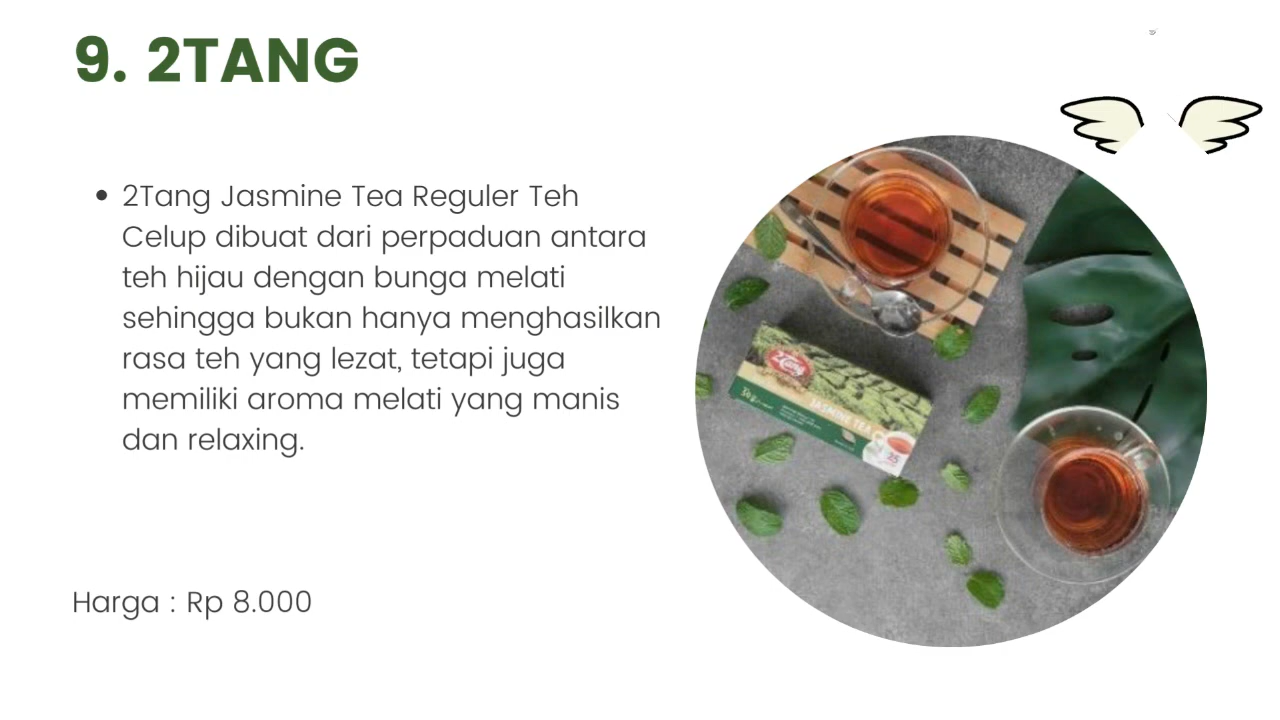 9. 2TANG
• 2Tang Jasmine Tea Reguler Teh
Celup dibuat dari perpaduan antara
teh hijau dengan bunga melati
sehingga bukan hanya menghasilkan
rasa teh yang lezat, tetapi juga
memiliki aroma melati yang manis
dan relaxing.
2Tang
JASMINE TEA
25
Harga : Rp 8.000